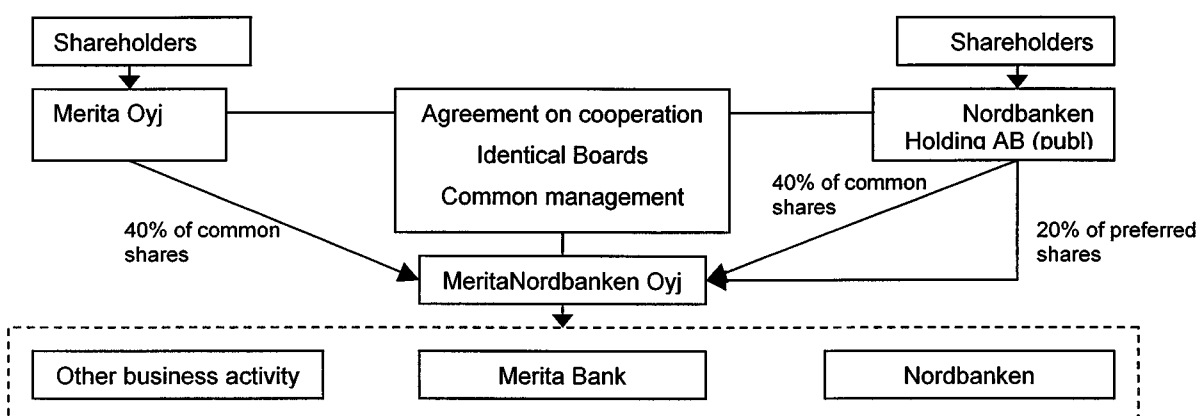 Shareholders
Shareholders
Merita Oyj
Agreement on cooperation
Identical Boards
Common management
Nordbanken
Holding AB (publ)
40% of common
shares
40% of common
shares
20% of preferred
shares
MeritaNordbanken Oyj
Other business activity
Merita Bank
Nordbanken